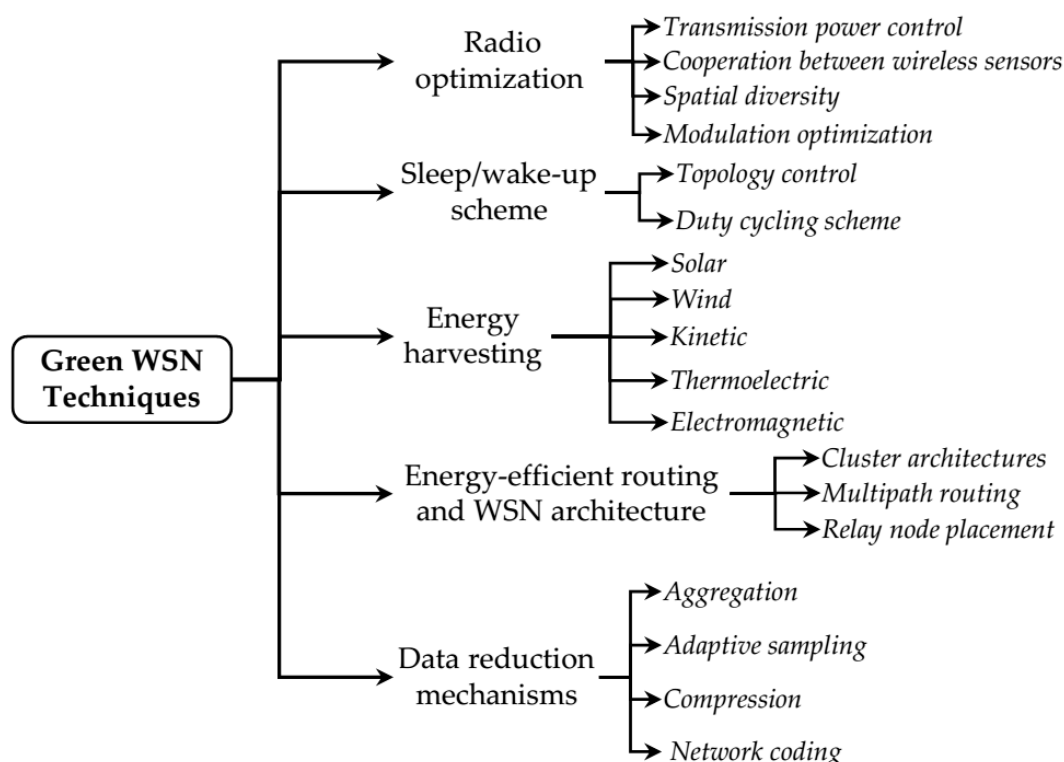 Green WSN
Techniques
Radio
optimization
Transmission power control
Cooperation between wireless sensors
Spatial diversity
Modulation optimization
Sleep/wake-up
scheme
Topology control
Duty cycling scheme
Energy
harvesting
Solar
Wind
Kinetic
Thermoelectric
Electromagnetic
Energy-efficient routing
and WSN architecture
Cluster architectures
Multipath routing
Relay node placement
Data reduction
mechanisms
Aggregation
Adaptive sampling
Compression
Network coding